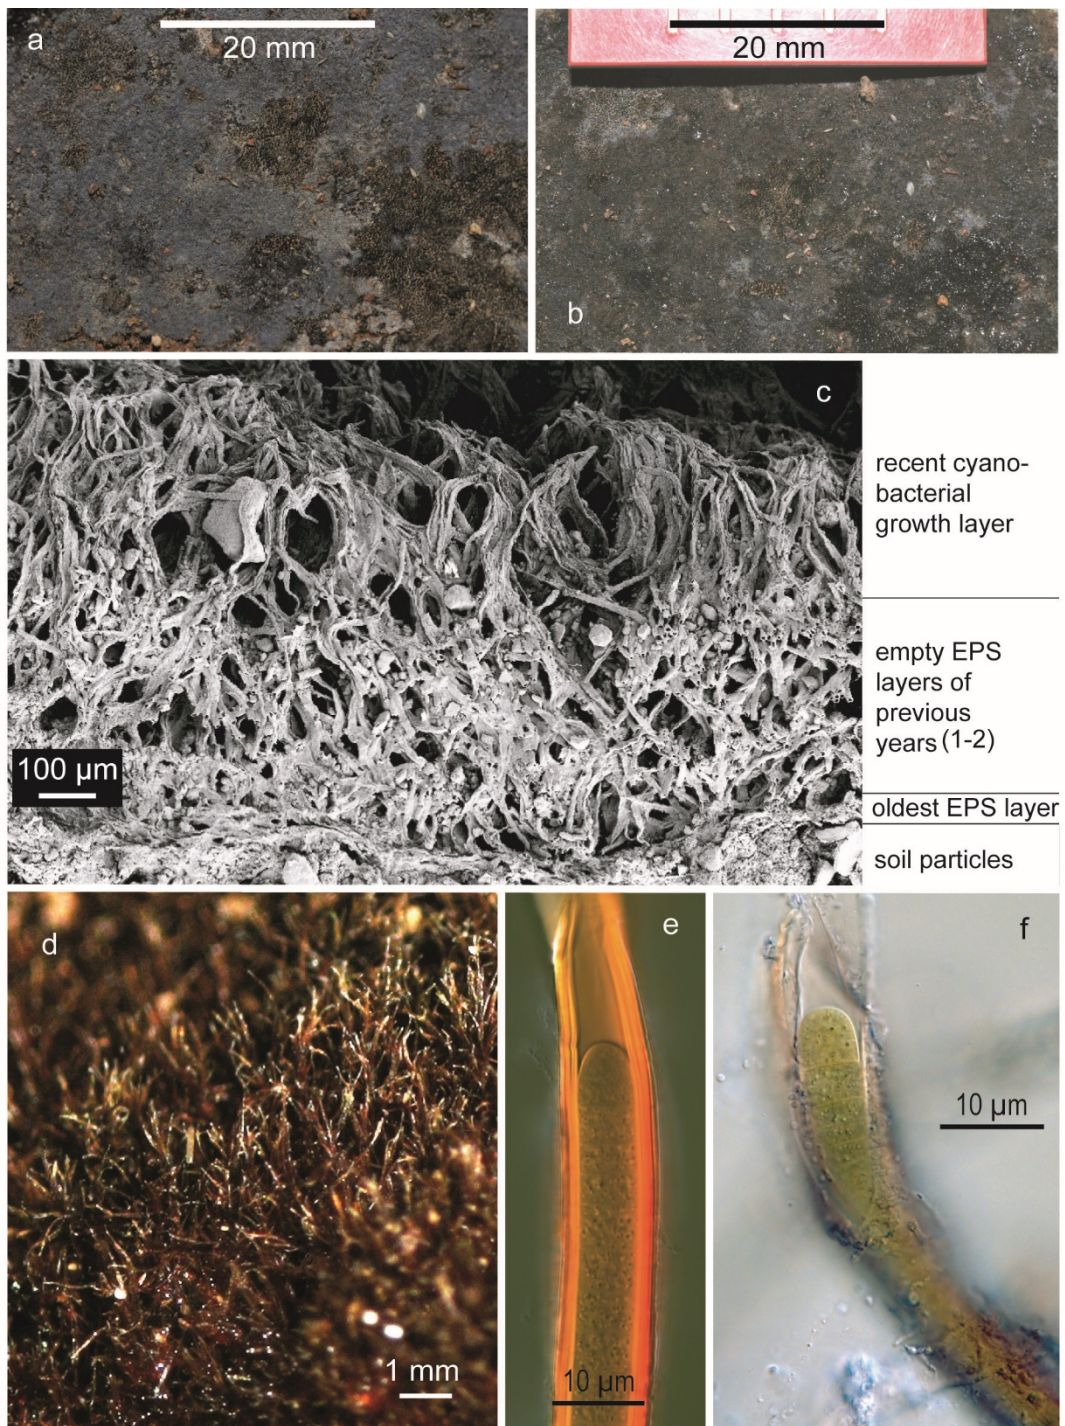 a
20 mm
20 mm
b
c
recent cyano-
bacterial
growth layer
empty EPS
layers of
previous
years (1-2)
oldest EPS layer
soil particles
100 µm
d
1 mm
e
10 µm
f
10 µm